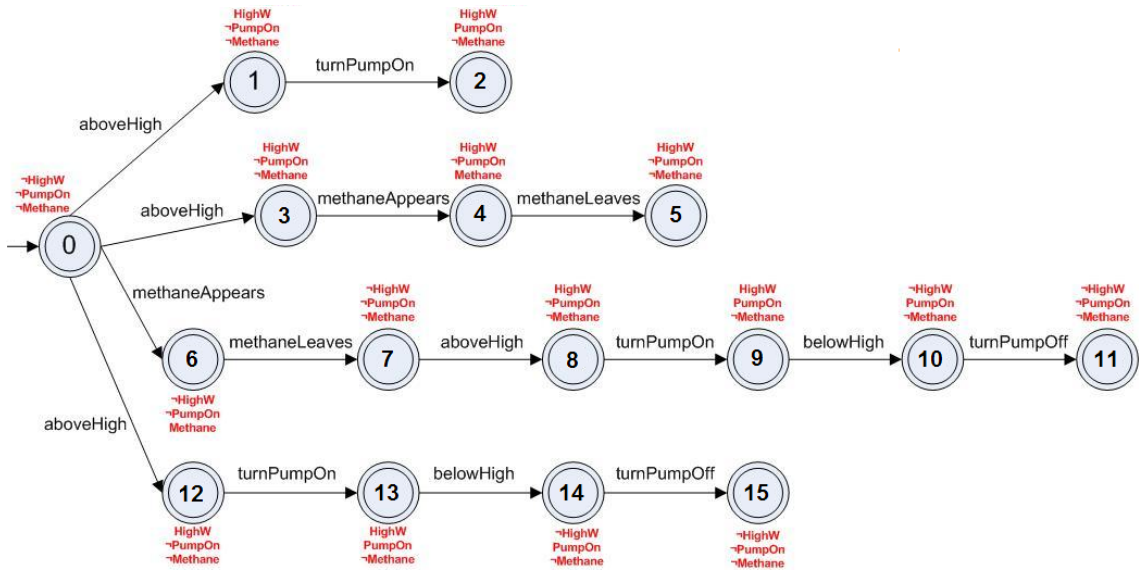 HighW
¬PumpOn
¬Methane
1
turnPumpOn
HighW
PumpOn
¬Methane
2
aboveHigh
¬HighW
¬PumpOn
¬Methane
0
aboveHigh
HighW
¬PumpOn
¬Methane
3
methaneAppears
HighW
¬PumpOn
Methane
4
methaneLeaves
HighW
¬PumpOn
¬Methane
5
methaneAppears
6
¬HighW
¬PumpOn
Methane
methaneLeaves
¬HighW
¬PumpOn
¬Methane
7
aboveHigh
HighW
¬PumpOn
¬Methane
8
turnPumpOn
HighW
PumpOn
¬Methane
9
belowHigh
¬HighW
PumpOn
¬Methane
10
turnPumpOff
¬HighW
¬PumpOn
¬Methane
11
aboveHigh
12
HighW
¬PumpOn
¬Methane
turnPumpOn
13
HighW
PumpOn
¬Methane
belowHigh
14
¬HighW
PumpOn
¬Methane
turnPumpOff
15
¬HighW
¬PumpOn
¬Methane